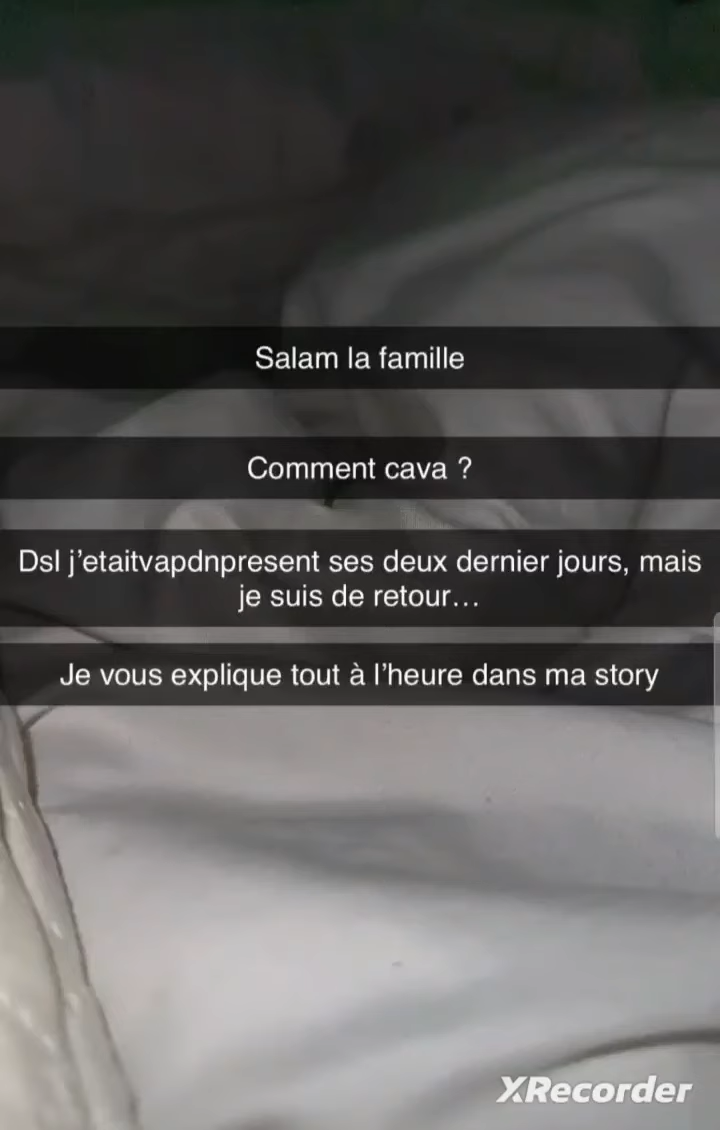 Salam la famille
Comment cava ?
Dsl j'etaitvapdnpresent ses deux dernier jours, mais
je suis de retour...
Je vous explique tout à l'heure dans ma story
XRecorder